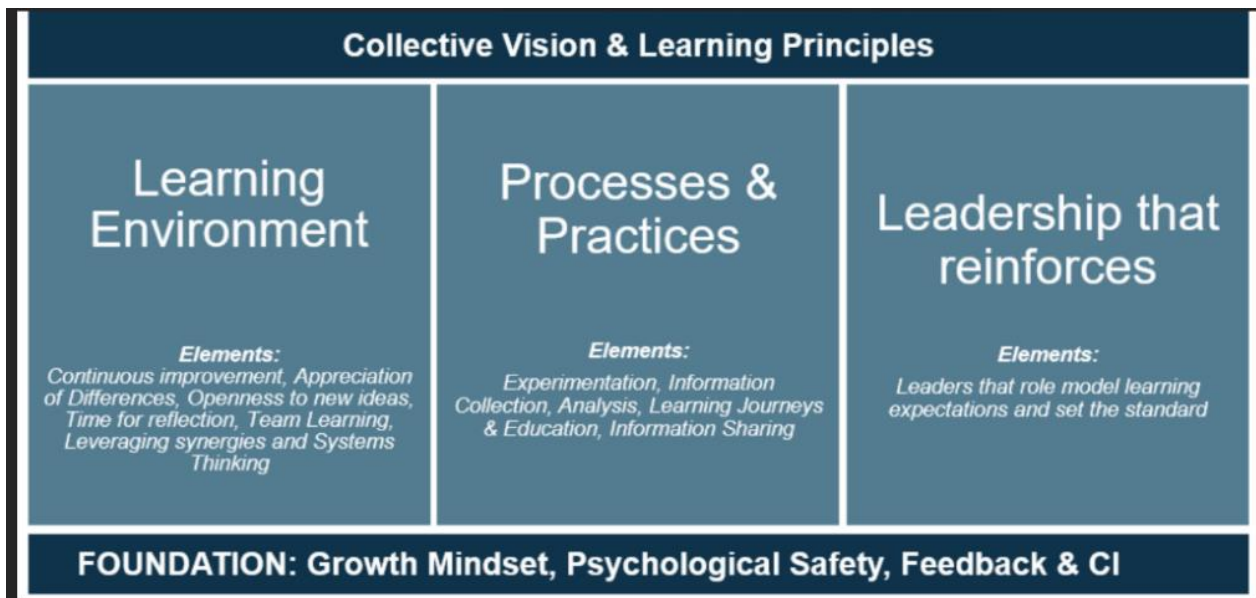 Collective Vision & Learning Principles
Learning
Environment
Elements:
Continuous improvement, Appreciation
of Differences, Openness to new ideas,
Time for reflection, Team Learning,
Leveraging synergies and Systems
Thinking
Processes &
Practices
Elements:
Experimentation, Information
Collection, Analysis, Learning Journeys
& Education, Information Sharing
Leadership that
reinforces
Elements:
Leaders that role model learning
expectations and set the standard
FOUNDATION: Growth Mindset, Psychological Safety, Feedback & CI